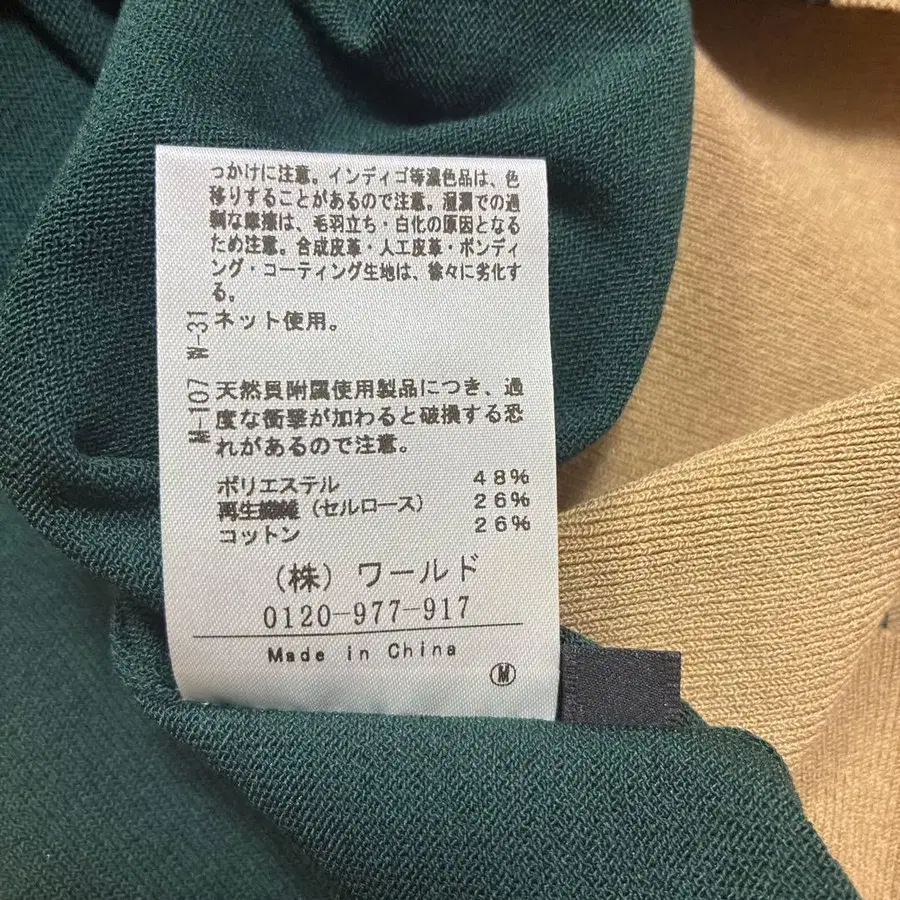 っかけに注意。インディゴ等濃色品は、色
移りすることがあるので注意。湿潤での過
剰な摩擦は、毛羽立ち・白化の原因となる
ため注意。合成皮革・人工皮革・ボンディ
ング・コーティング生地は、徐々に劣化す
る。
ネット使用。
W-31
天然貝附属使用製品につき、過
度な衝撃が加わると破損する恐
れがあるので注意。
W-107
ポリエステル 48%
再生繊維（セルロース） 26%
コットン 26%
（株）ワールド
0120-977-917
Made in China
M